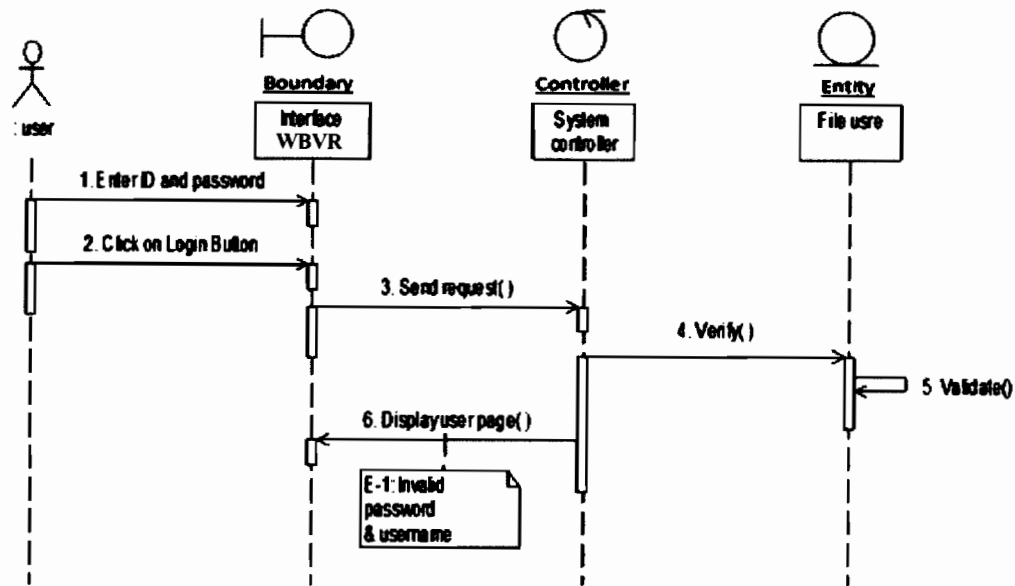 : user
Boundary
Interface
WBVR
Controller
System
controller
Entity
File usre
1. Enter ID and password
2. Click on Login Button
3. Send request()
4. Verify()
5 Validate()
6. Display user page()
E-1: Invalid
password
& username